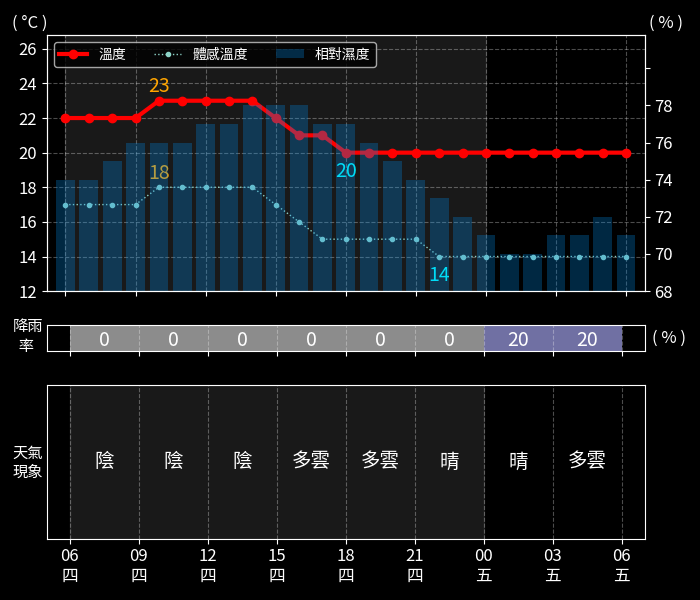 ( °C )
( % )
溫度
體感溫度
相對濕度
26
24
22
20
18
16
14
12
78
76
74
72
70
68
23
18
20
14
降雨
率
0 0 0 0 0 0 20 20
( % )
天氣
現象
陰 陰 陰 多雲 多雲 晴 晴 多雲
06 09 12 15 18 21 00 03 06
四 四 四 四 四 四 五 五 五